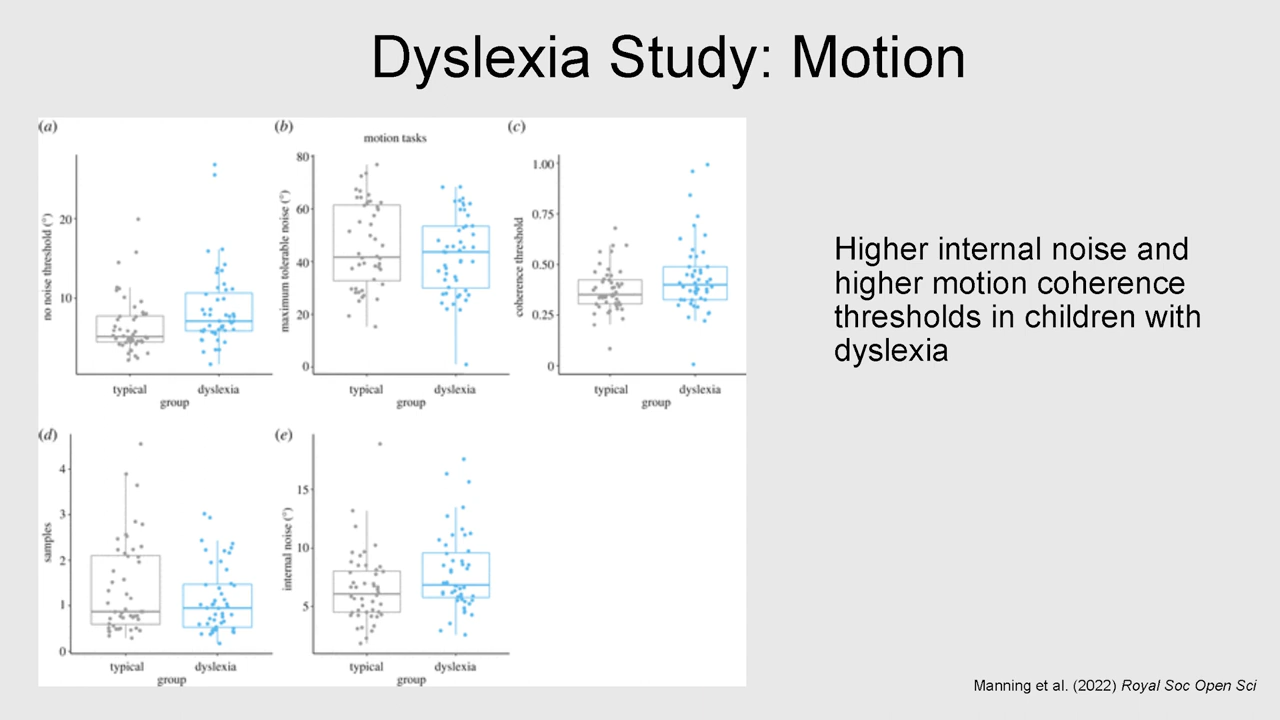 Dyslexia Study: Motion
(a)
(b)
(c)
motion tasks
no noise threshold (°)
20
10
typical
dyslexia
group
maximum tolerable noise (°)
80
60
40
20
0
typical
dyslexia
group
coherence threshold
1.00
0.75
0.50
0.25
0
typical
dyslexia
group
Higher internal noise and
higher motion coherence
thresholds in children with
dyslexia
(d)
(e)
samples
4
3
2
1
0
typical
dyslexia
group
internal noise (°)
15
10
5
typical
dyslexia
group
Manning et al. (2022) Royal Soc Open Sci